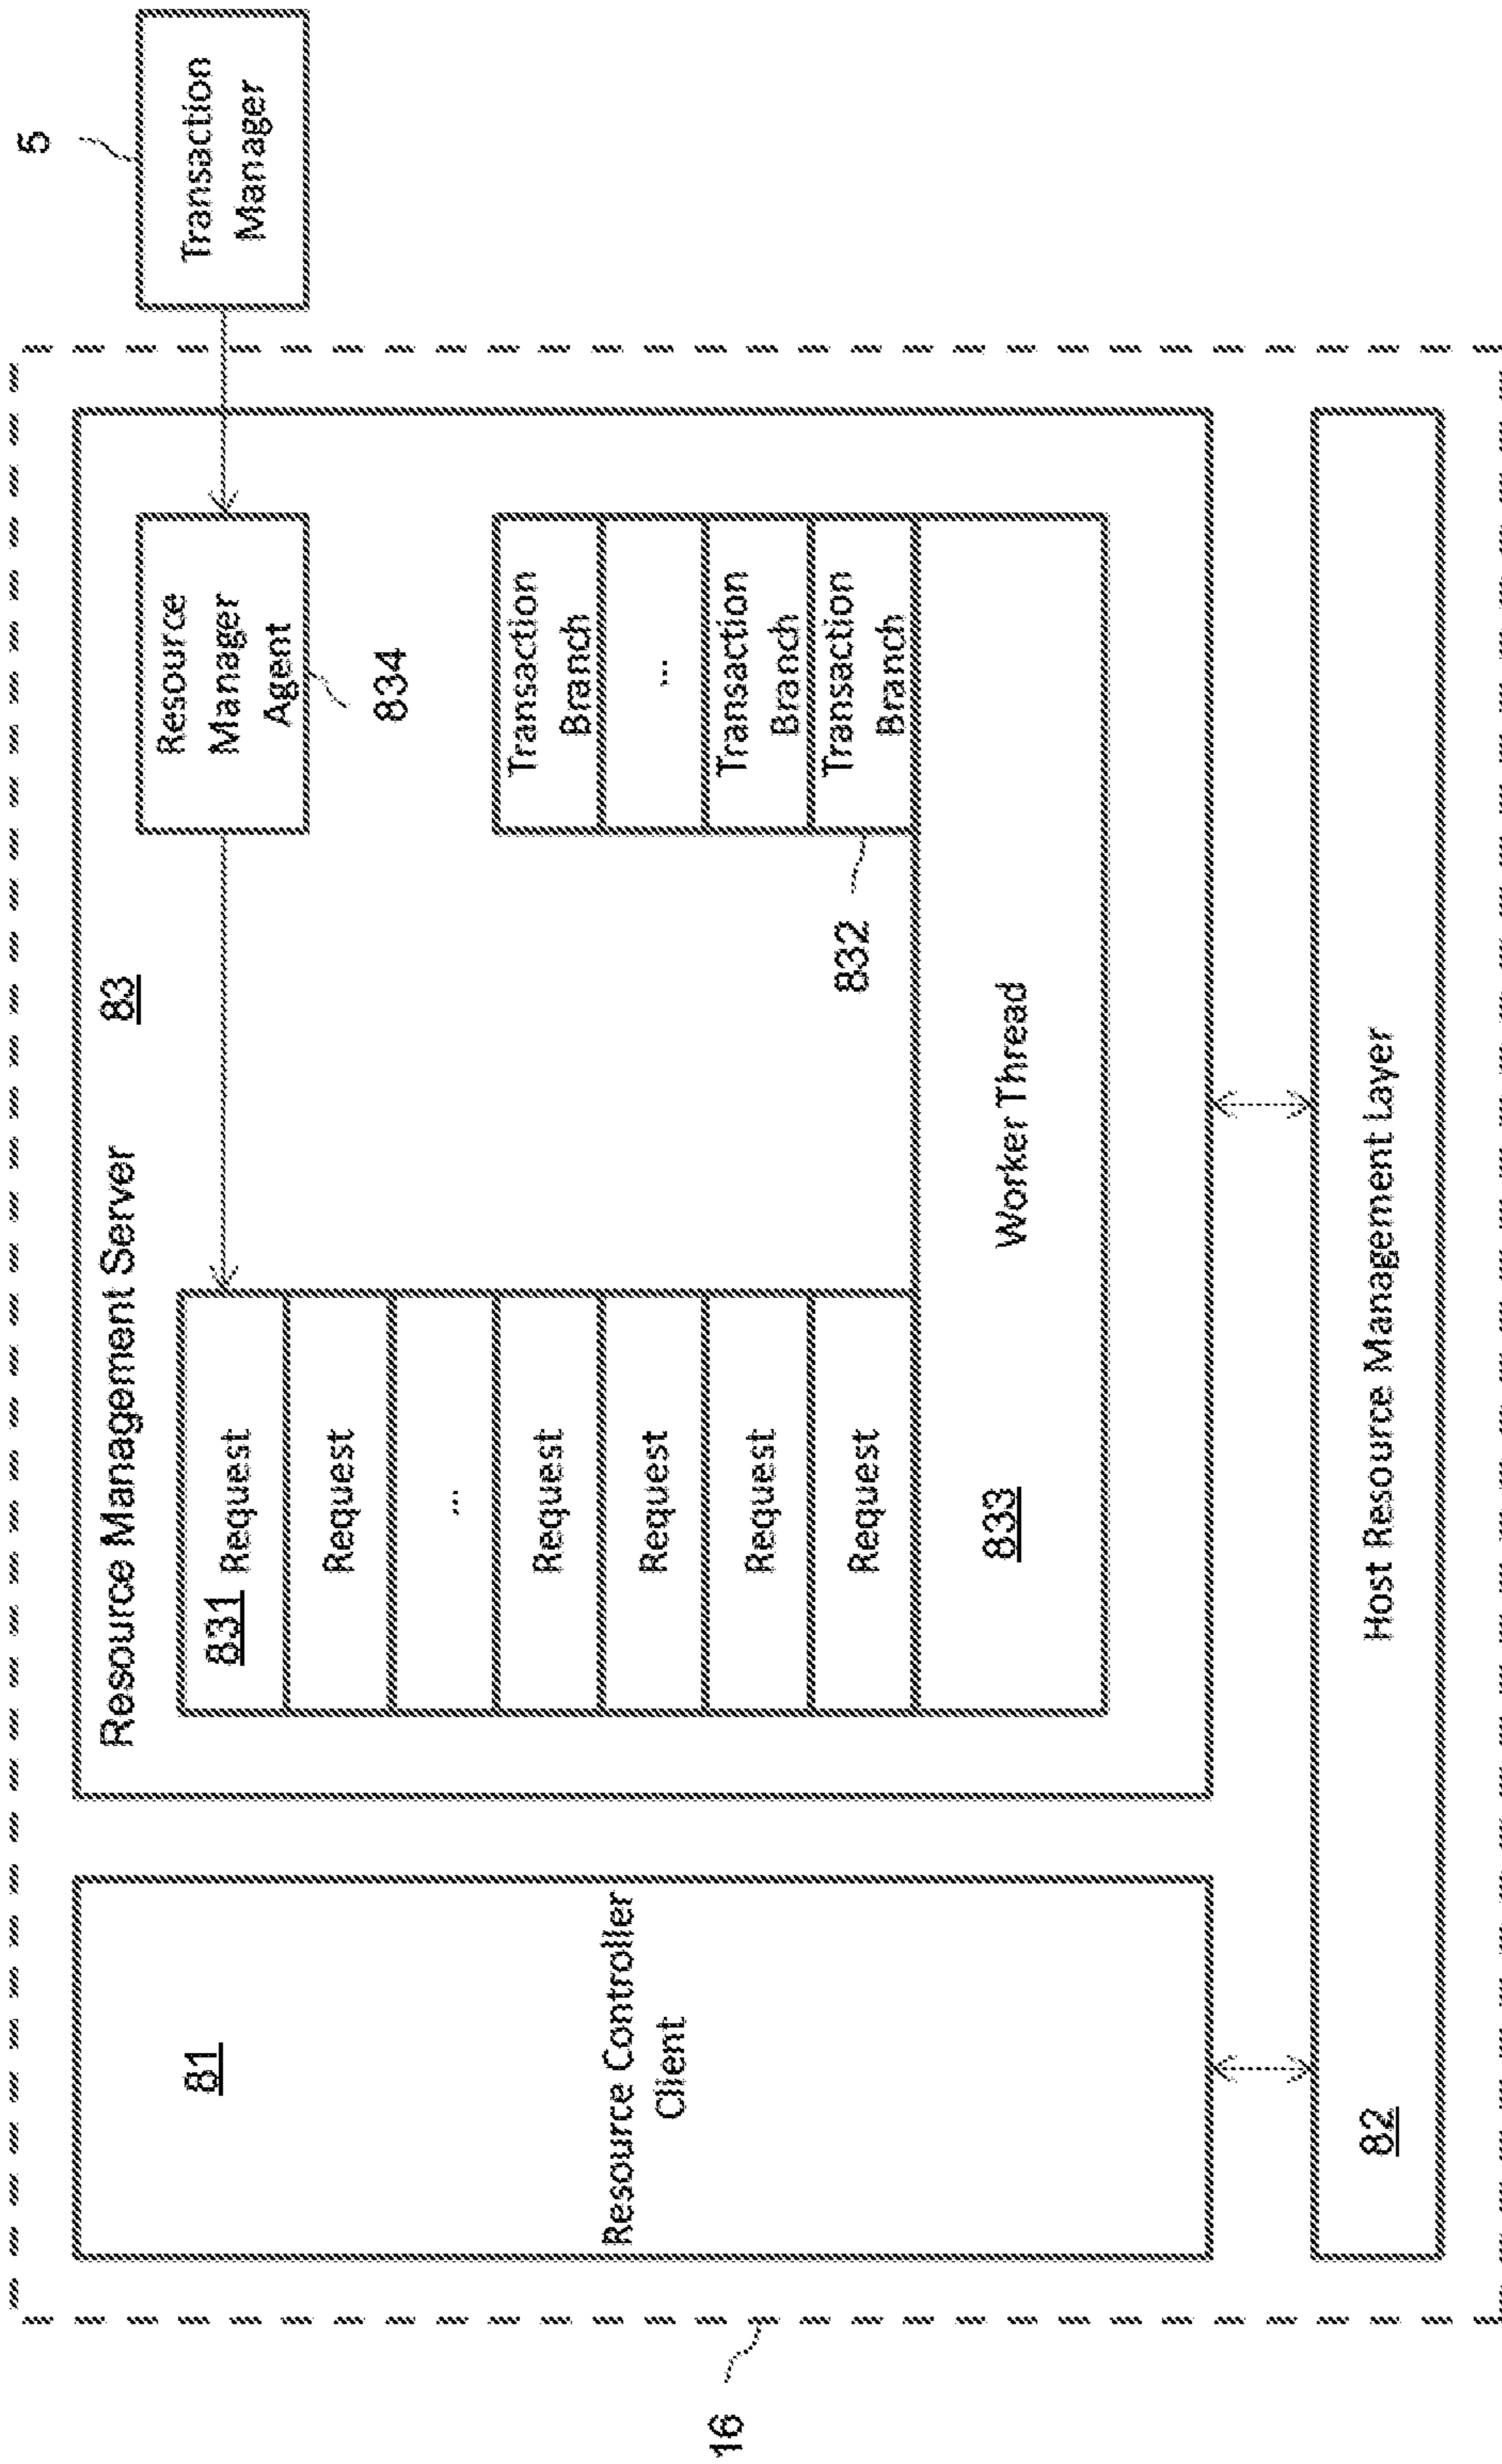 5
Transaction
Manager
Resource Management Server
83
Resource
Manager
Agent
834
831
Request
Request
...
Request
Request
Request
Request
Transaction
Branch
...
Transaction
Branch
Transaction
Branch
832
833
Worker Thread
81
Resource Controller
Client
82
Host Resource Management Layer
16